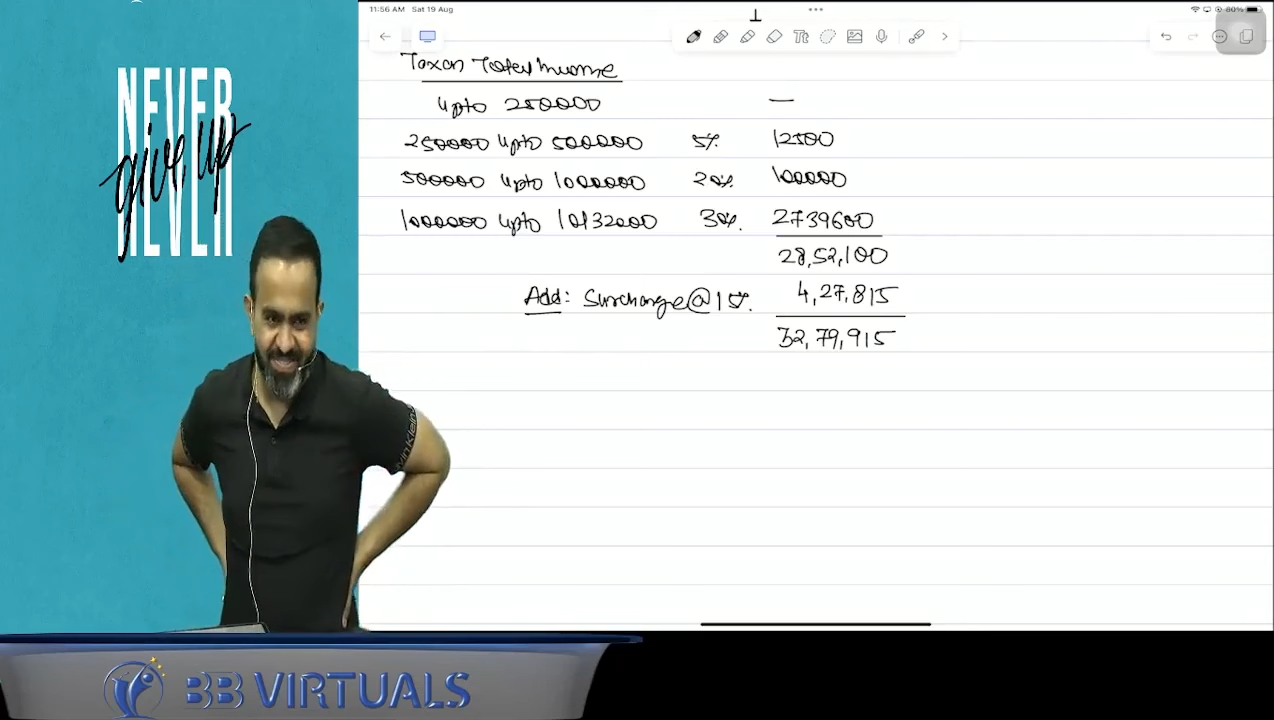 11:56 AM Sat 19 Aug
80%
Tax on Total Income
upto 250000 —
250000 upto 500000 5% 12500
500000 upto 1000000 20% 100000
1000000 upto 10132000 30% 2739600
28,52,100
Add: Surcharge@15% 4,27,815
32,79,915
NEVER
give up
NEVER
BB VIRTUALS